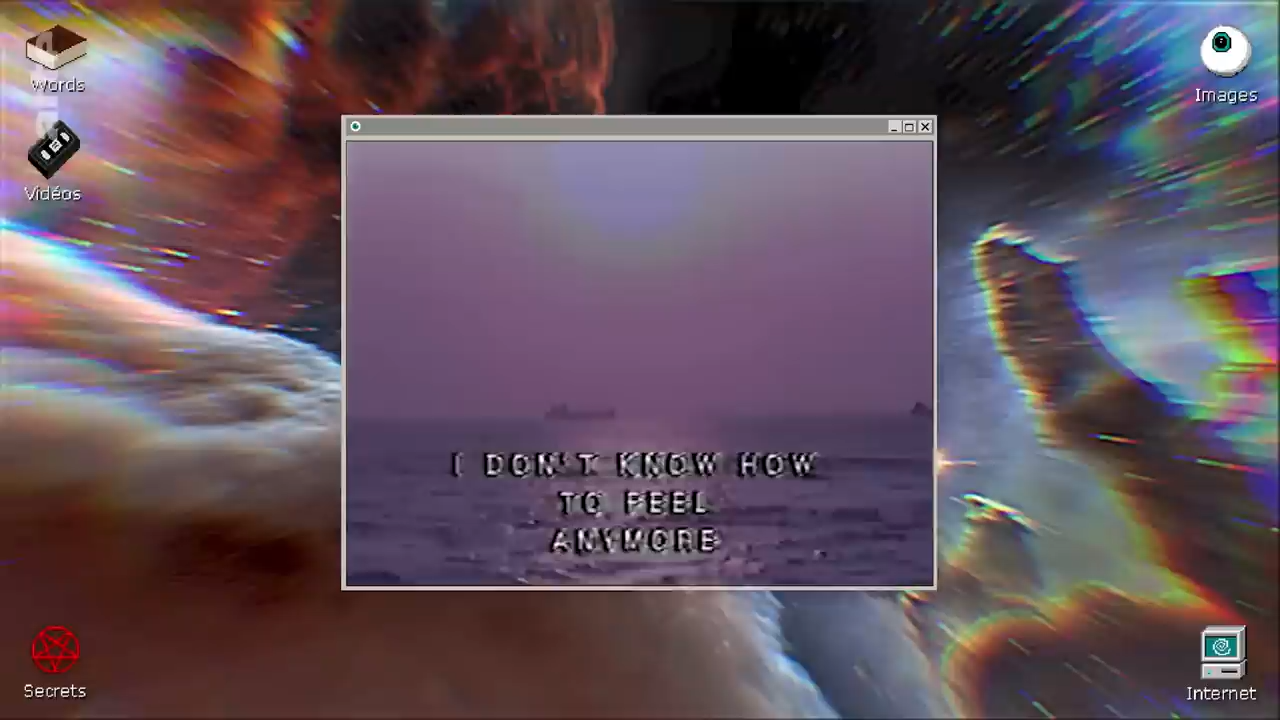 Words
Images
Vidéos
I DON'T KNOW HOW
TO FEEL
ANYMORE
Secrets
Internet